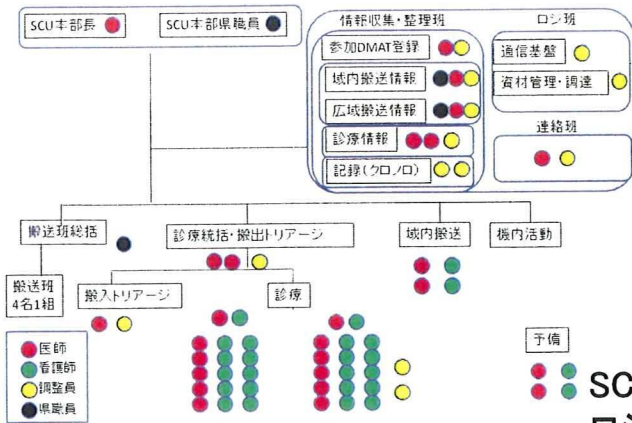 SCU本部長
SCU本部県職員
情報収集・整理班
参加DMAT登録
域内搬送情報
広域搬送情報
診療情報
記録(クロノロ)
ロジ班
通信基盤
資材管理・調達
連絡班
搬送班総括
診療統括・搬出トリアージ
域内搬送
機内活動
搬送班
4名1組
搬入トリアージ
診療
医師
看護師
調整員
県職員
予備
SC